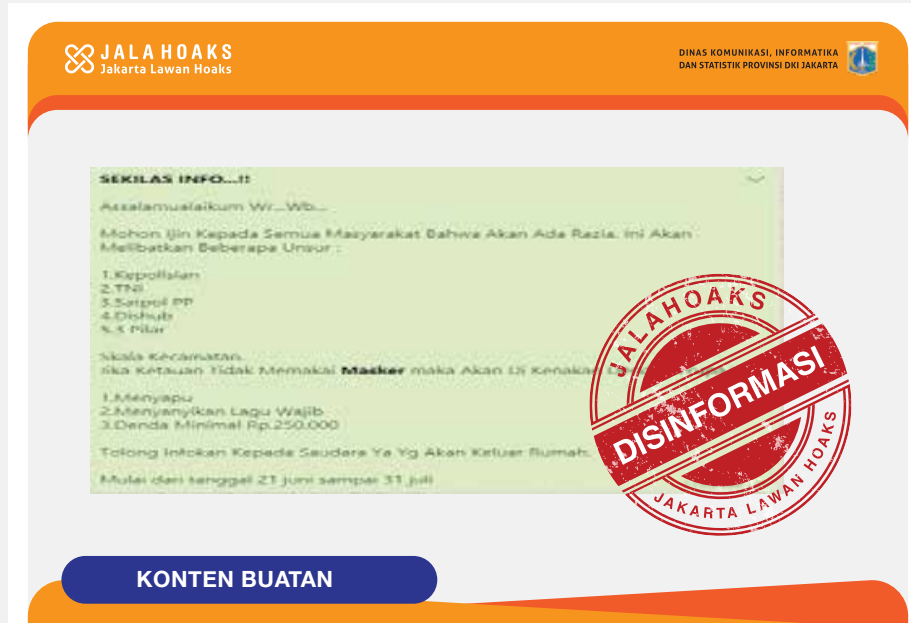 JALAHOAKS
Jakarta Lawan Hoaks
DINAS KOMUNIKASI, INFORMATIKA
DAN STATISTIK PROVINSI DKI JAKARTA
SEKILAS INFO...!!
Assalamualaikum Wr...Wb...
Mohon Ijin Kepada Semua Masyarakat Bahwa Akan Ada Razia. Ini Akan
Melibatkan Beberapa Unsur :
1.Kepolisian
2.TNI
3.Satpol PP
4.Dishub
5.3 Pilar
Skala Kecamatan.
Jika Ketauan Tidak Memakai Masker maka Akan Di Kenakan
1.Menyapu
2.Menyanyikan Lagu Wajib
3.Denda Minimal Rp.250.000
Tolong Infokan Kepada Saudara Ya Yg Akan Keluar Rumah.
Mulai dari tanggal 21 juni sampai 31 juli
JALAHOAKS
DISINFORMASI
JAKARTA LAWAN HOAKS
KONTEN BUATAN